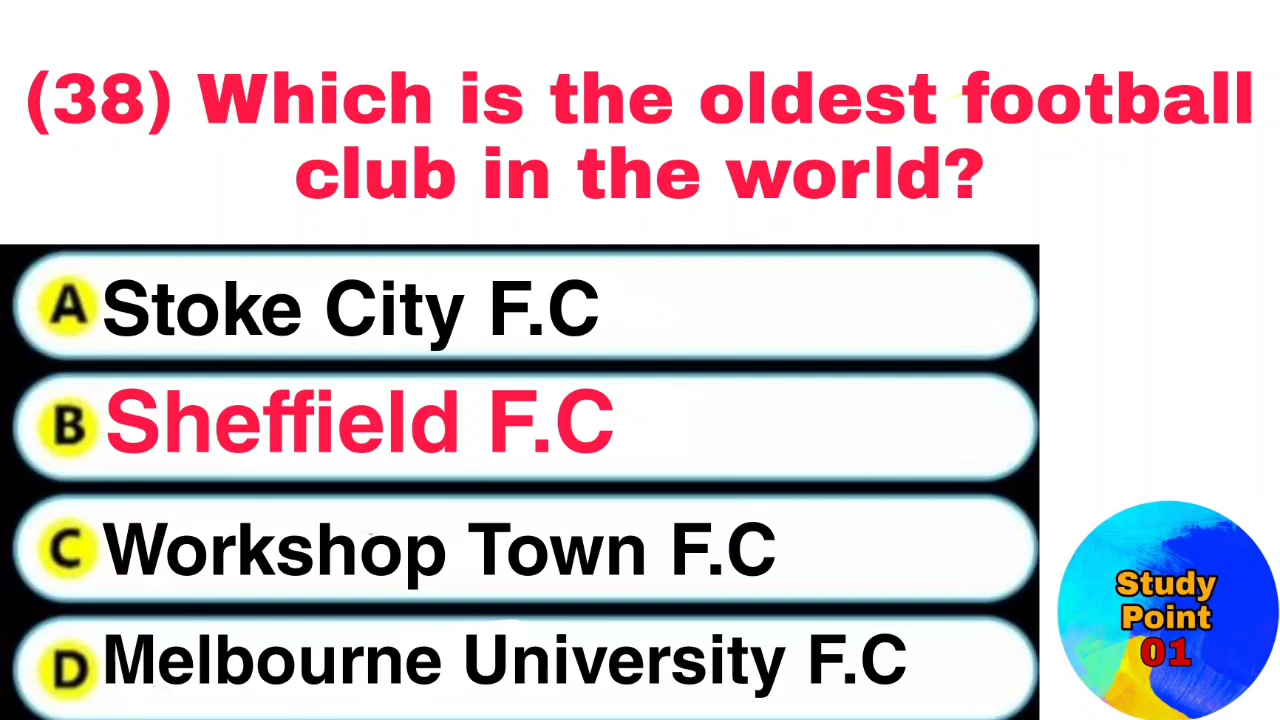 (38) Which is the oldest football
club in the world?
A Stoke City F.C
B Sheffield F.C
C Workshop Town F.C
D Melbourne University F.C
Study
Point
01